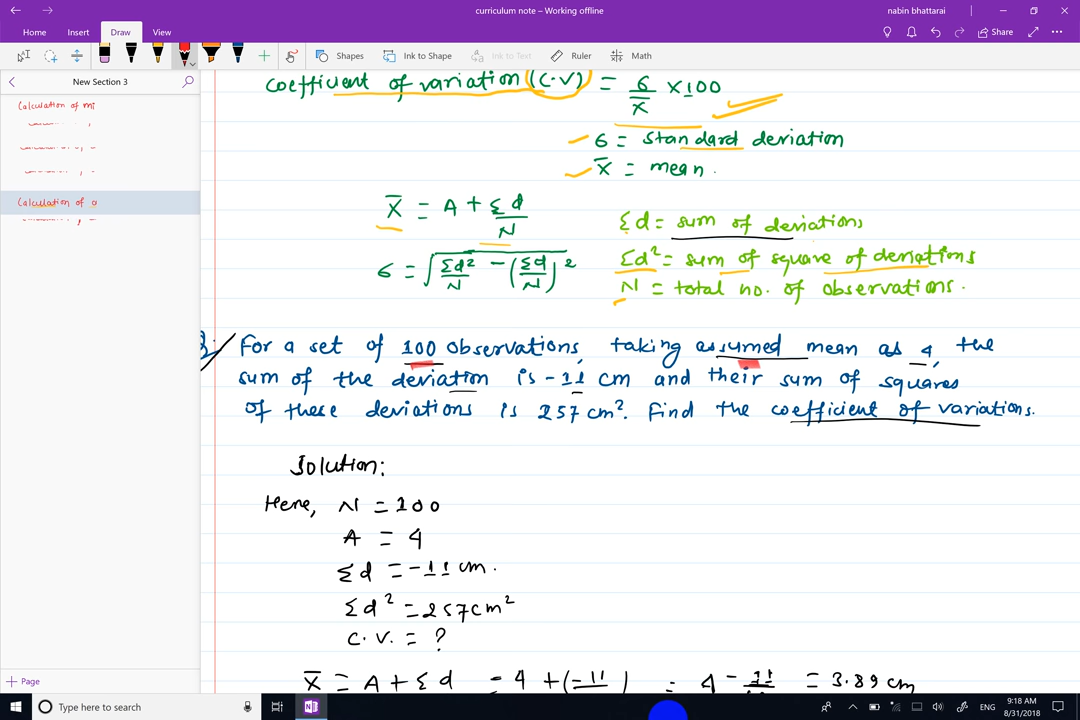 curriculum note – Working offline
nabin bhattarai
Home Insert Draw View
Share
Shapes Ink to Shape Ink to Text Ruler Math
New Section 3
Calculation of mi
Calculation of a
Page
coefficient of variation (C.V) = σ/x̄ × 100
σ = standard deviation
x̄ = mean.
x̄ = A + Σd/N
Σd = sum of deviations
σ = √(Σd²/N − (Σd/N)²)
Σd² = sum of square of deviations
N = total no. of observations.
For a set of 100 observations, taking assumed mean as 4, the
sum of the deviation is -11 cm and their sum of squares
of these deviations is 257 cm². Find the coefficient of variations.
Solution:
Here, N = 100
A = 4
Σd = -11 cm.
Σd² = 257 cm²
C.V. = ?
x̄ = A + Σd = 4 + (-11) = 4 - 11 = 3.89 cm
Type here to search
ENG
9:18 AM
8/31/2018